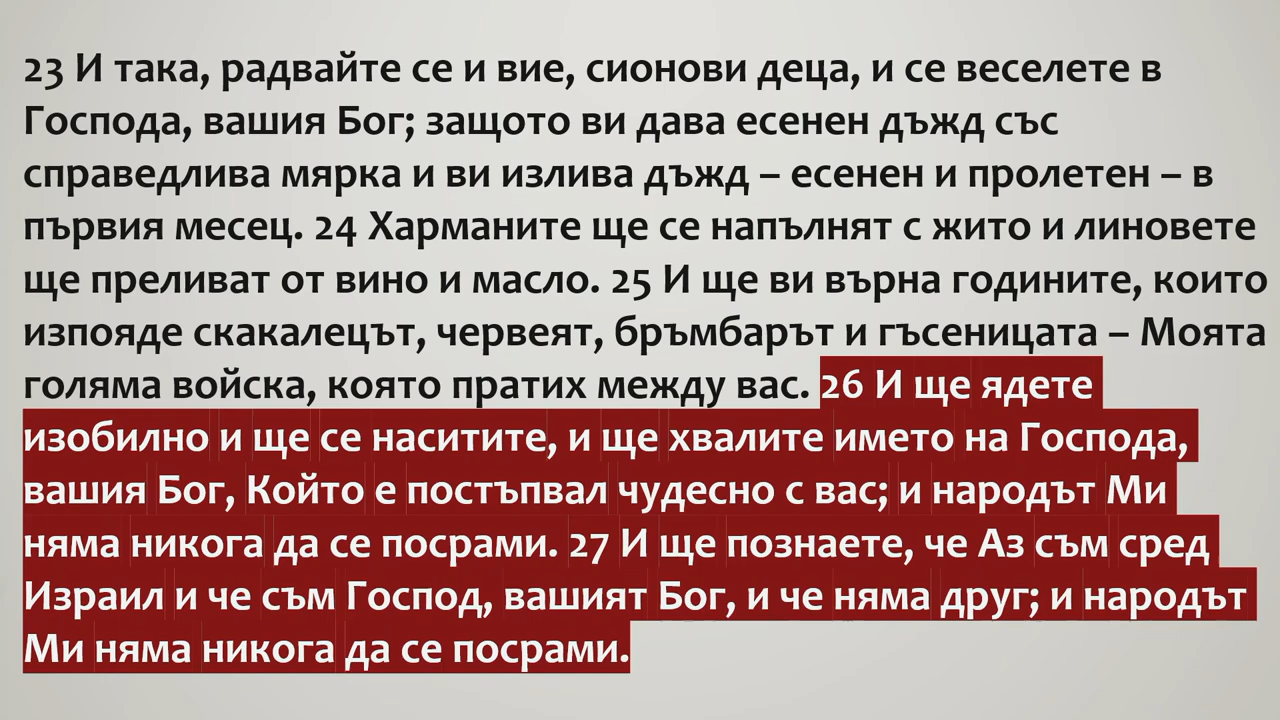 23 И така, радвайте се и вие, сионови деца, и се веселете в
Господа, вашия Бог; защото ви дава есенен дъжд със
справедлива мярка и ви излива дъжд – есенен и пролетен – в
първия месец. 24 Харманите ще се напълнят с жито и линовете
ще преливат от вино и масло. 25 И ще ви върна годините, които
изпояде скакалецът, червеят, бръмбарът и гъсеницата – Моята
голяма войска, която пратих между вас. 26 И ще ядете
изобилно и ще се наситите, и ще хвалите името на Господа,
вашия Бог, Който е постъпвал чудесно с вас; и народът Ми
няма никога да се посрами. 27 И ще познаете, че Аз съм сред
Израил и че съм Господ, вашият Бог, и че няма друг; и народът
Ми няма никога да се посрами.